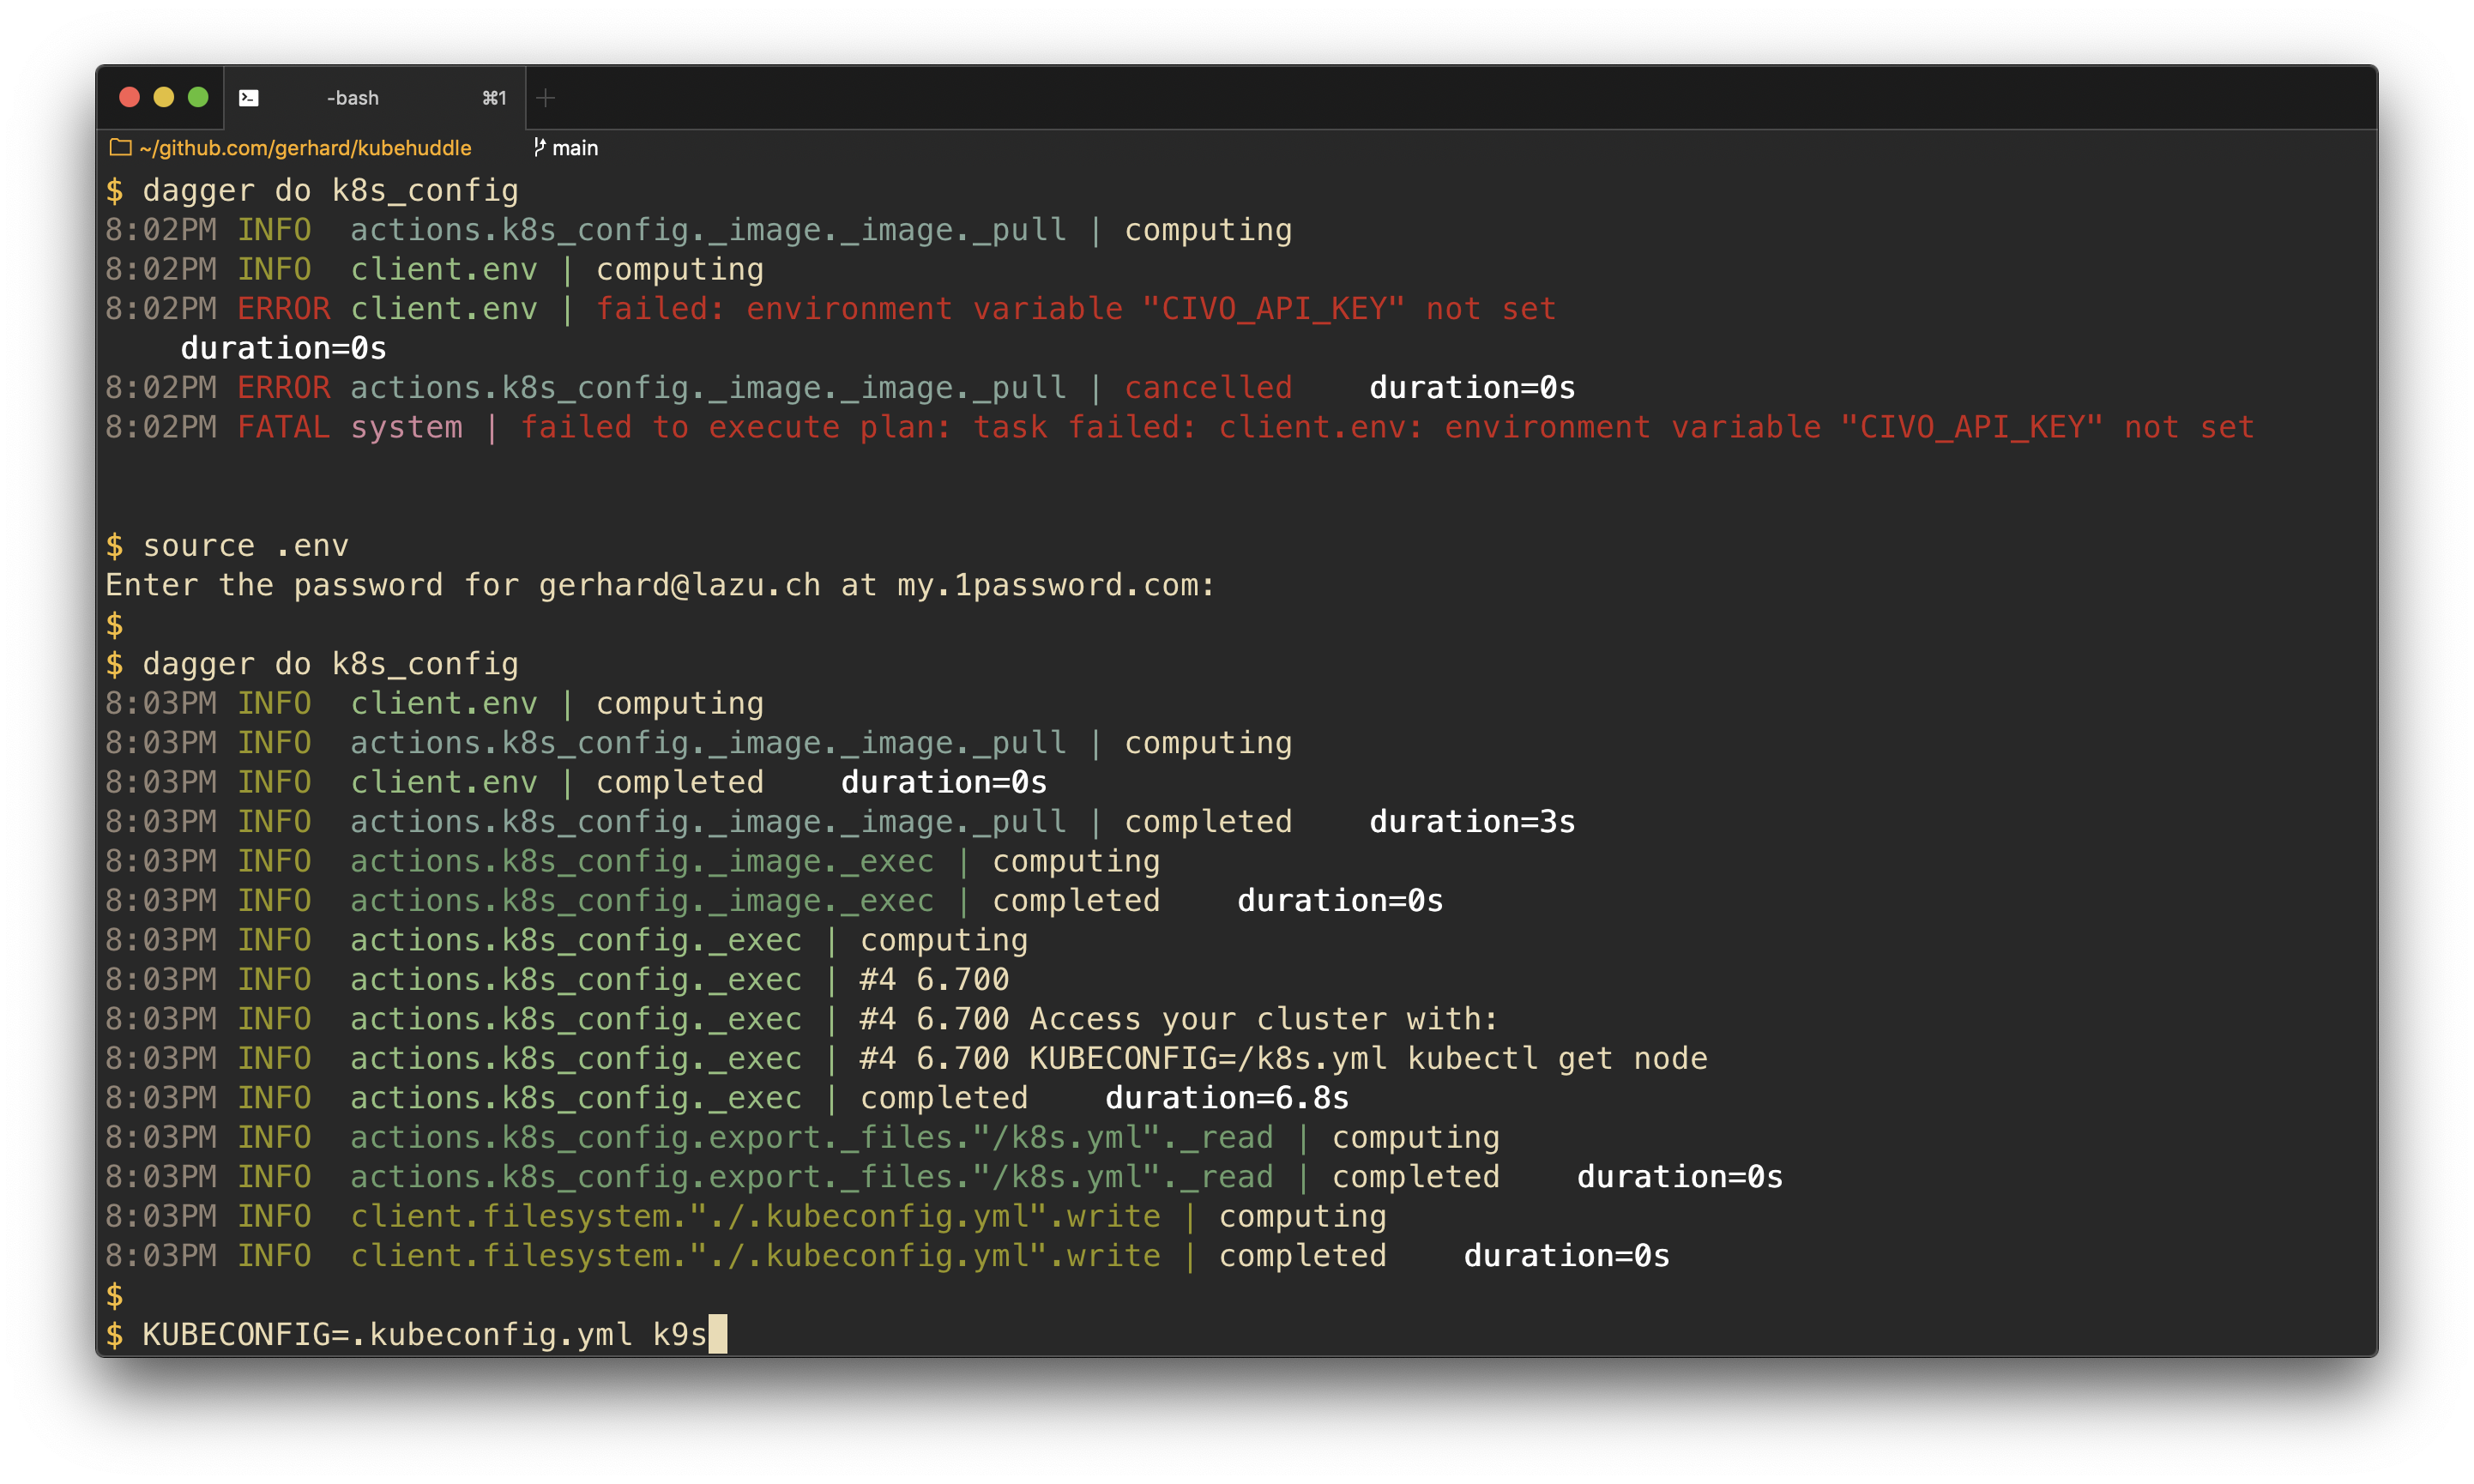 -bash ⌘1
~/github.com/gerhard/kubehuddle main
$ dagger do k8s_config
8:02PM INFO  actions.k8s_config._image._image._pull | computing
8:02PM INFO  client.env | computing
8:02PM ERROR client.env | failed: environment variable "CIVO_API_KEY" not set
    duration=0s
8:02PM ERROR actions.k8s_config._image._image._pull | cancelled    duration=0s
8:02PM FATAL system | failed to execute plan: task failed: client.env: environment variable "CIVO_API_KEY" not set
$ source .env
Enter the password for gerhard@lazu.ch at my.1password.com:
$
$ dagger do k8s_config
8:03PM INFO  client.env | computing
8:03PM INFO  actions.k8s_config._image._image._pull | computing
8:03PM INFO  client.env | completed    duration=0s
8:03PM INFO  actions.k8s_config._image._image._pull | completed    duration=3s
8:03PM INFO  actions.k8s_config._image._exec | computing
8:03PM INFO  actions.k8s_config._image._exec | completed    duration=0s
8:03PM INFO  actions.k8s_config._exec | computing
8:03PM INFO  actions.k8s_config._exec | #4 6.700
8:03PM INFO  actions.k8s_config._exec | #4 6.700 Access your cluster with:
8:03PM INFO  actions.k8s_config._exec | #4 6.700 KUBECONFIG=/k8s.yml kubectl get node
8:03PM INFO  actions.k8s_config._exec | completed    duration=6.8s
8:03PM INFO  actions.k8s_config.export._files."/k8s.yml"._read | computing
8:03PM INFO  actions.k8s_config.export._files."/k8s.yml"._read | completed    duration=0s
8:03PM INFO  client.filesystem."./.kubeconfig.yml".write | computing
8:03PM INFO  client.filesystem."./.kubeconfig.yml".write | completed    duration=0s
$
$ KUBECONFIG=.kubeconfig.yml k9s